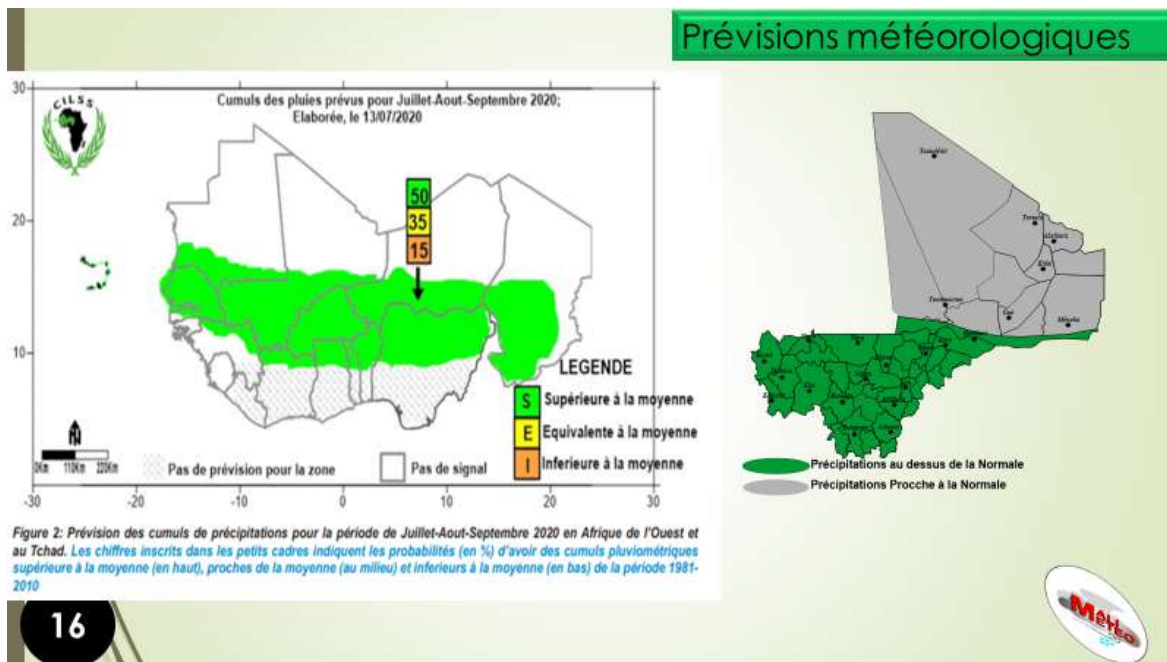 Prévisions météorologiques
CILSS
Cumuls des pluies prévus pour Juillet-Aout-Septembre 2020;
Elaborée, le 13/07/2020
30
20
10
0
50
35
15
LEGENDE
S Supérieure à la moyenne
E Equivalente à la moyenne
I Inferieure à la moyenne
N
0Km 110Km 220Km
Pas de prévision pour la zone
Pas de signal
-30 -20 -10 0 10 20 30
Figure 2: Prévision des cumuls de précipitations pour la période de Juillet-Aout-Septembre 2020 en Afrique de l'Ouest et
au Tchad. Les chiffres inscrits dans les petits cadres indiquent les probabilités (en %) d'avoir des cumuls pluviométriques
supérieure à la moyenne (en haut), proches de la moyenne (au milieu) et inferieurs à la moyenne (en bas) de la période 1981-
2010
Précipitations au dessus de la Normale
Précipitations Procche à la Normale
16